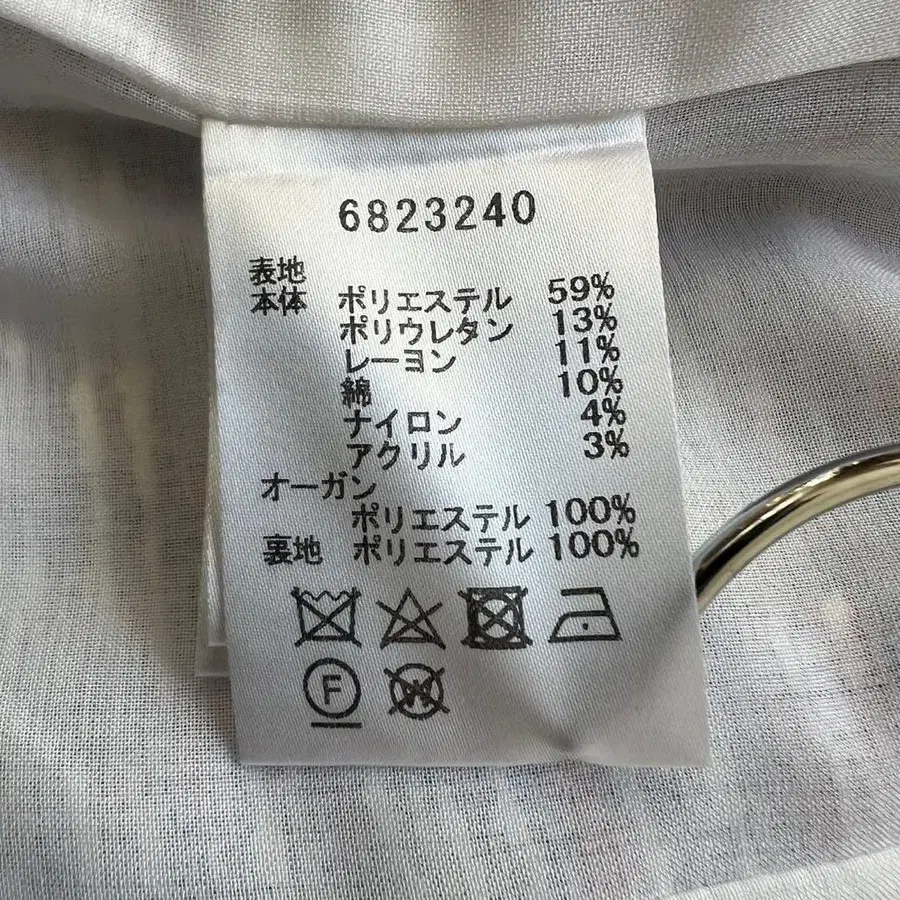 6823240
表地
本体 ポリエステル 59%
ポリウレタン 13%
レーヨン 11%
綿 10%
ナイロン 4%
アクリル 3%
オーガン
ポリエステル 100%
裏地 ポリエステル 100%
F W